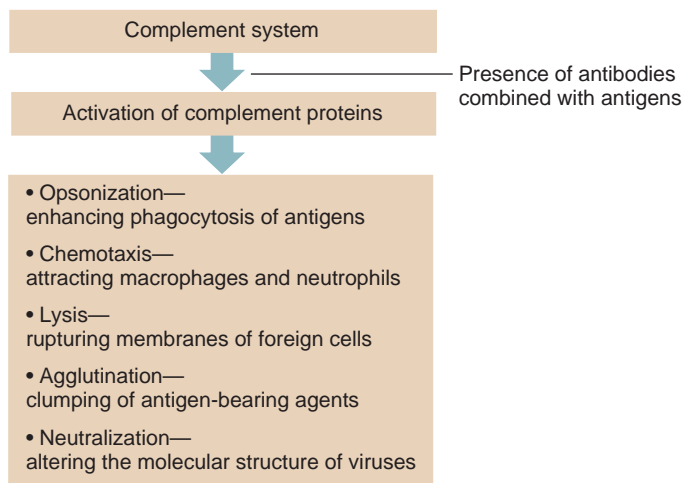 Complement system
Presence of antibodies
combined with antigens
Activation of complement proteins
• Opsonization—
enhancing phagocytosis of antigens
• Chemotaxis—
attracting macrophages and neutrophils
• Lysis—
rupturing membranes of foreign cells
• Agglutination—
clumping of antigen-bearing agents
• Neutralization—
altering the molecular structure of viruses